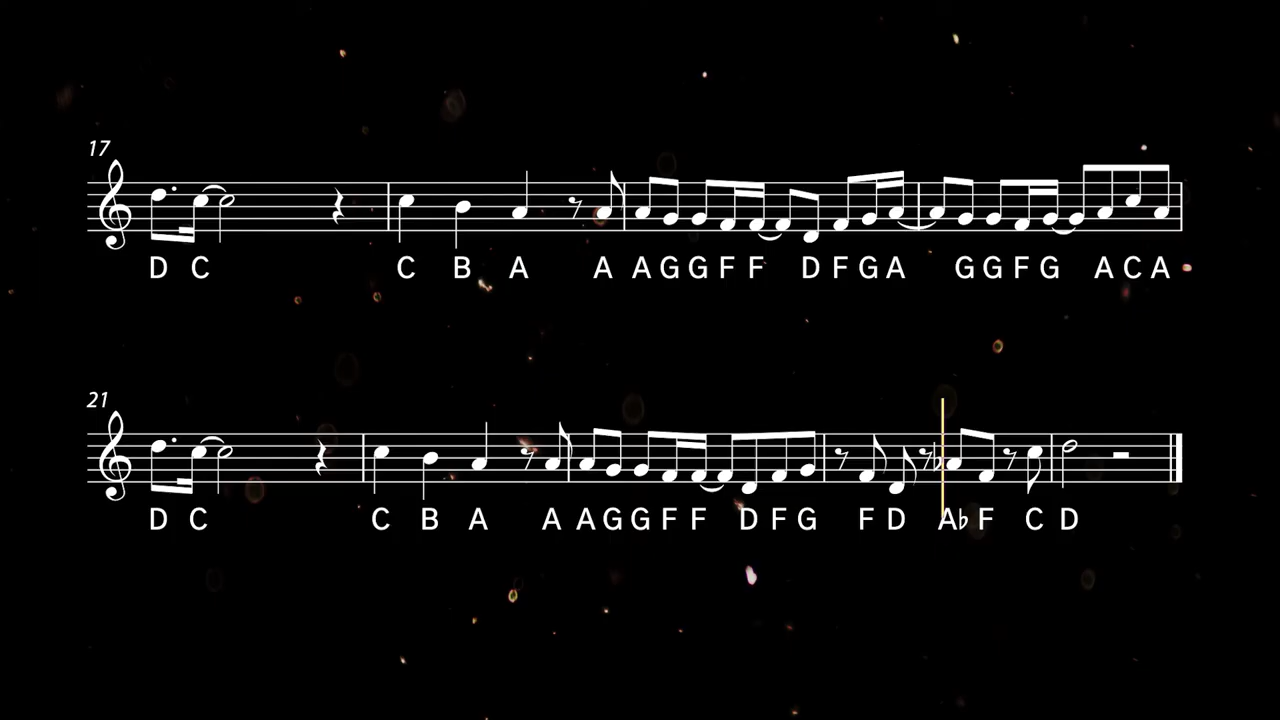 17
D C C B A A A G G F F D F G A G G F G A C A
21
D C C B A A A G G F F D F G F D A♭ F C D